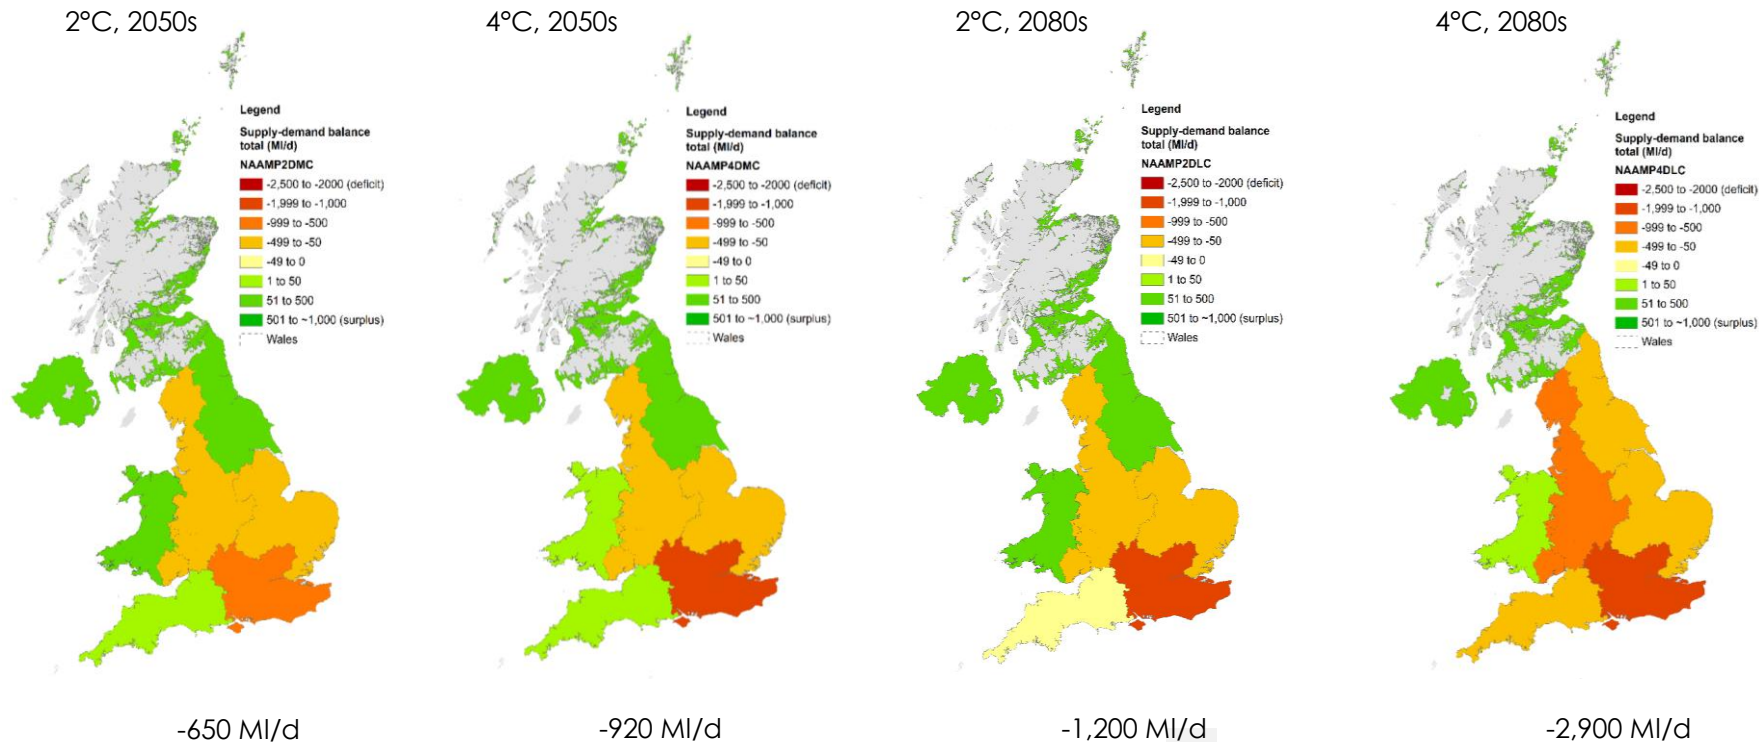 2°C, 2050s
Legend
Supply-demand balance
total (Ml/d)
NAAMP2DMC
-2,500 to -2000 (deficit)
-1,999 to -1,000
-999 to -500
-499 to -50
-49 to 0
1 to 50
51 to 500
501 to ~1,000 (surplus)
Wales
-650 Ml/d
4°C, 2050s
Legend
Supply-demand balance
total (Ml/d)
NAAMP4DMC
-2,500 to -2000 (deficit)
-1,999 to -1,000
-999 to -500
-499 to -50
-49 to 0
1 to 50
51 to 500
501 to ~1,000 (surplus)
Wales
-920 Ml/d
2°C, 2080s
Legend
Supply-demand balance
total (Ml/d)
NAAMP2DLC
-2,500 to -2000 (deficit)
-1,999 to -1,000
-999 to -500
-499 to -50
-49 to 0
1 to 50
51 to 500
501 to ~1,000 (surplus)
Wales
-1,200 Ml/d
4°C, 2080s
Legend
Supply-demand balance
total (Ml/d)
NAAMP4DLC
-2,500 to -2000 (deficit)
-1,999 to -1,000
-999 to -500
-499 to -50
-49 to 0
1 to 50
51 to 500
501 to ~1,000 (surplus)
Wales
-2,900 Ml/d